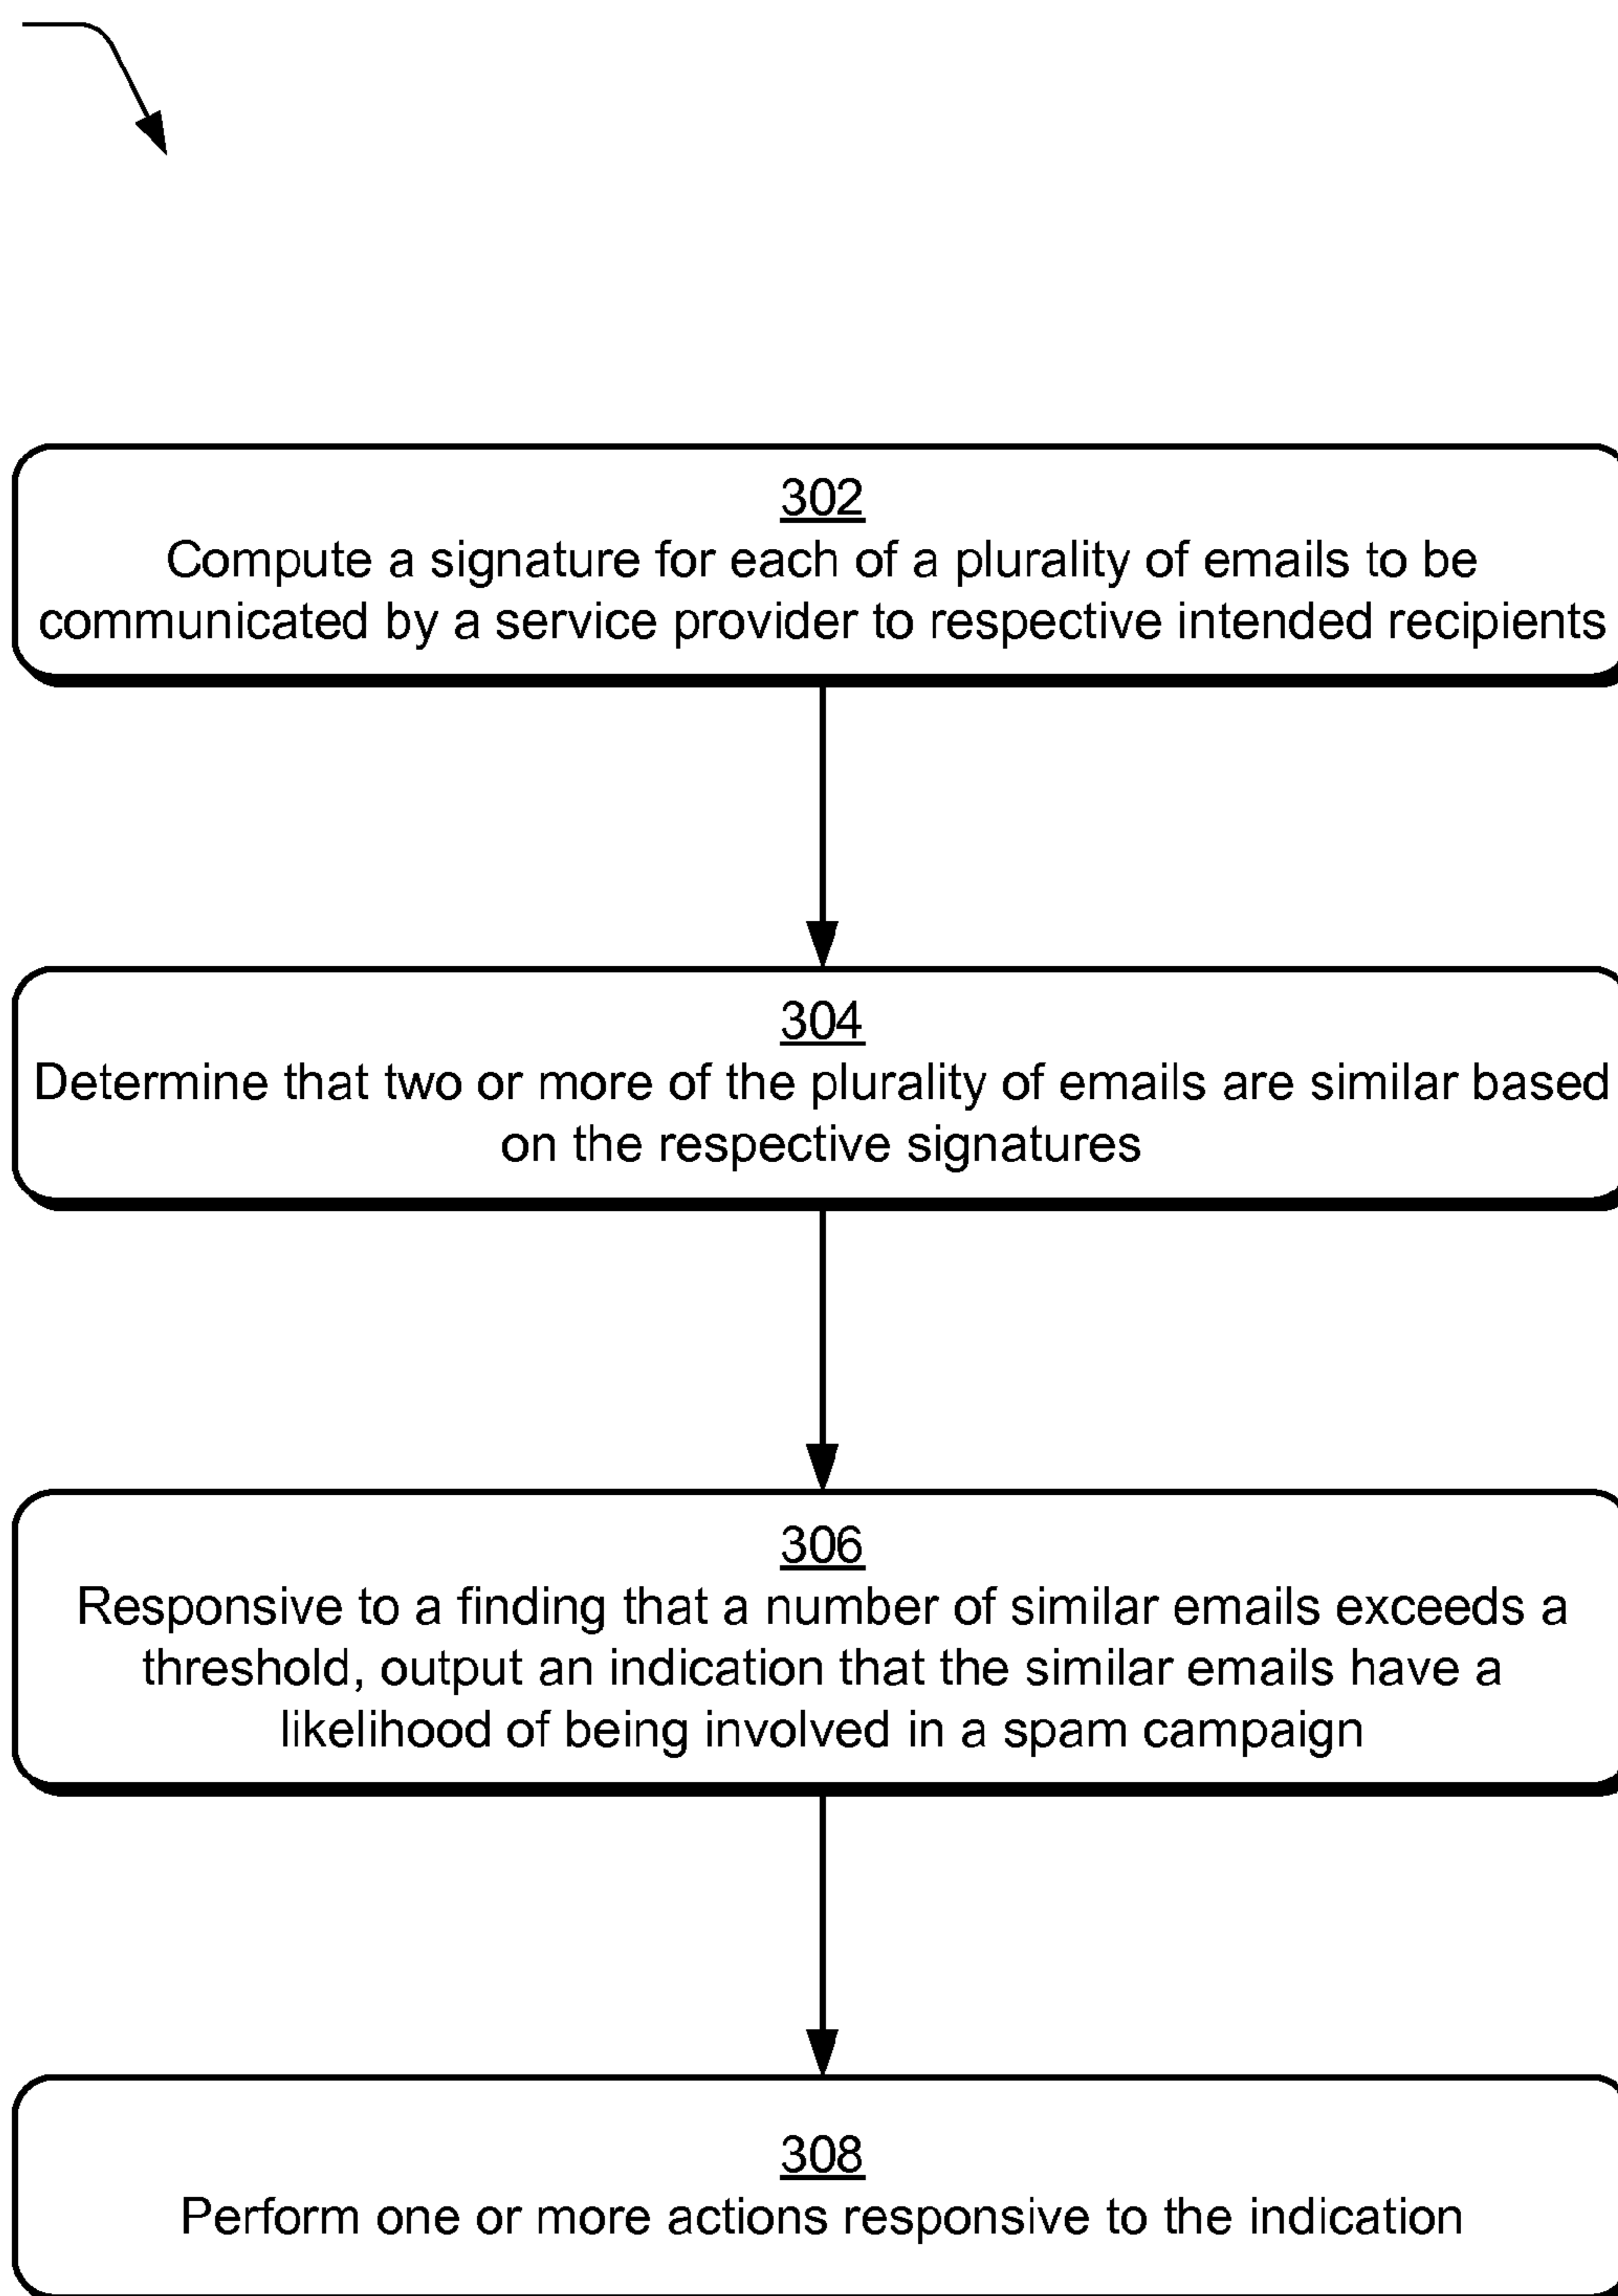 302
Compute a signature for each of a plurality of emails to be
communicated by a service provider to respective intended recipients
304
Determine that two or more of the plurality of emails are similar based
on the respective signatures
306
Responsive to a finding that a number of similar emails exceeds a
threshold, output an indication that the similar emails have a
likelihood of being involved in a spam campaign
308
Perform one or more actions responsive to the indication